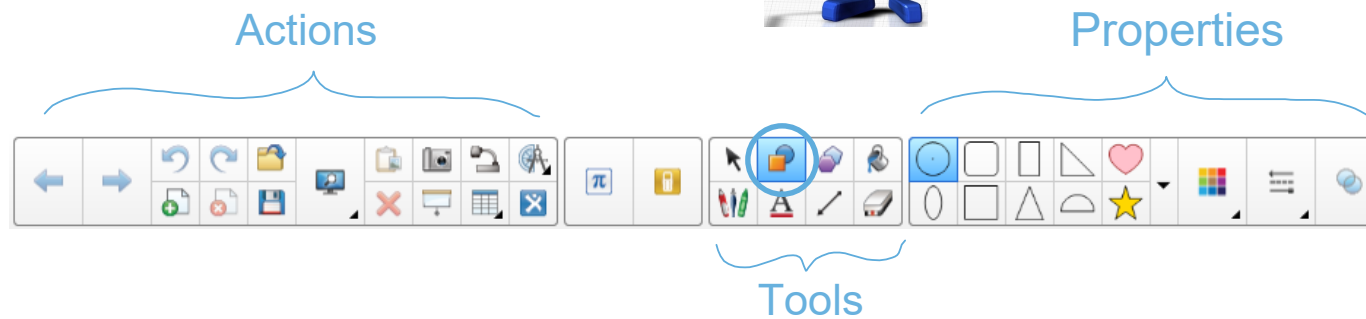 Actions
Properties
π
A
Tools